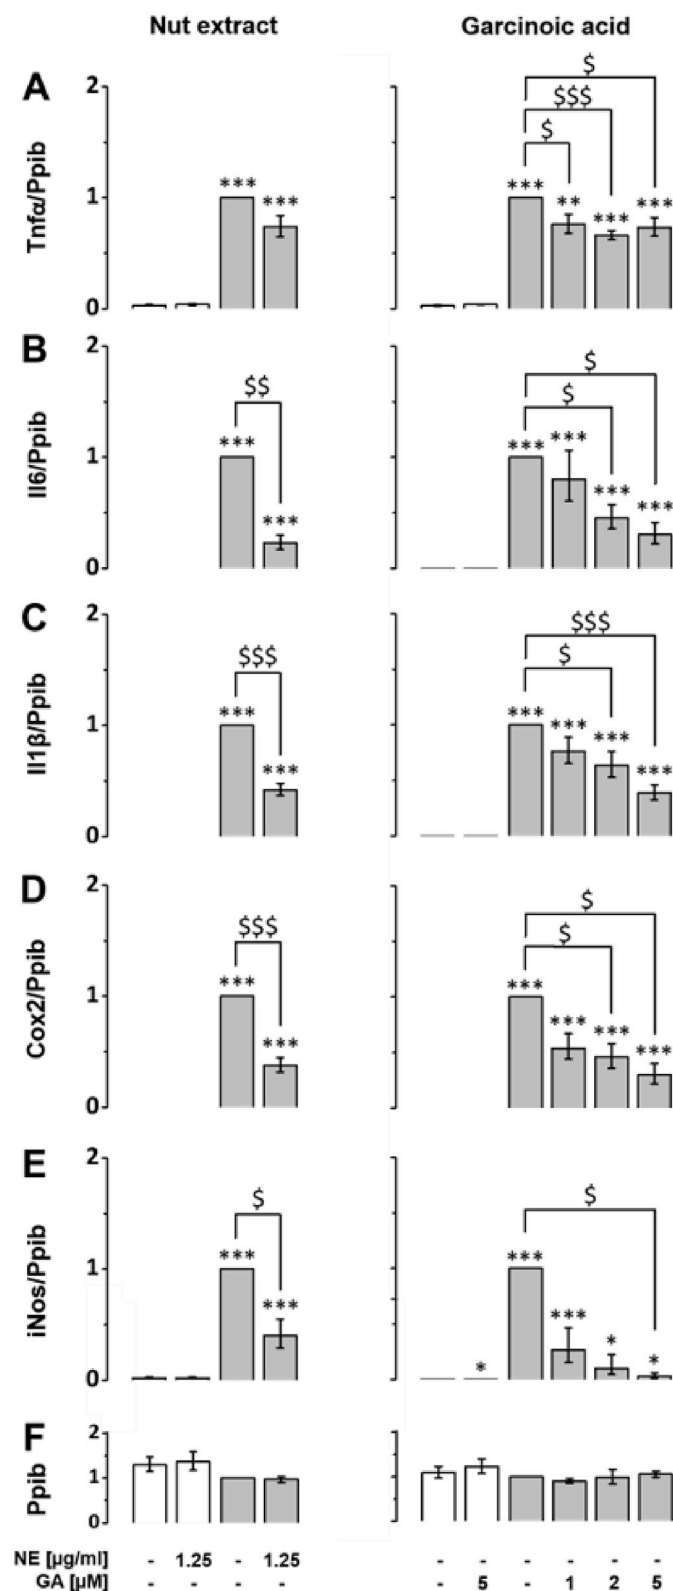 Nut extract Garcinoic acid
A
Tnfα/Ppib
2
1
0
*** ***
$
$$$
$
*** ** *** ***
B
Il6/Ppib
2
1
0
$$
*** ***
$
$
*** *** *** ***
C
Il1β/Ppib
2
1
0
$$$
*** ***
$$$
$
*** *** *** ***
D
Cox2/Ppib
2
1
0
$$$
*** ***
$
$
*** *** *** ***
E
iNos/Ppib
2
1
0
$
*** ***
$
* *** *** * *
F
Ppib
2
1
0
NE [µg/ml] - 1.25 - 1.25
GA [µM] - - - - - 5 - 1 2 5